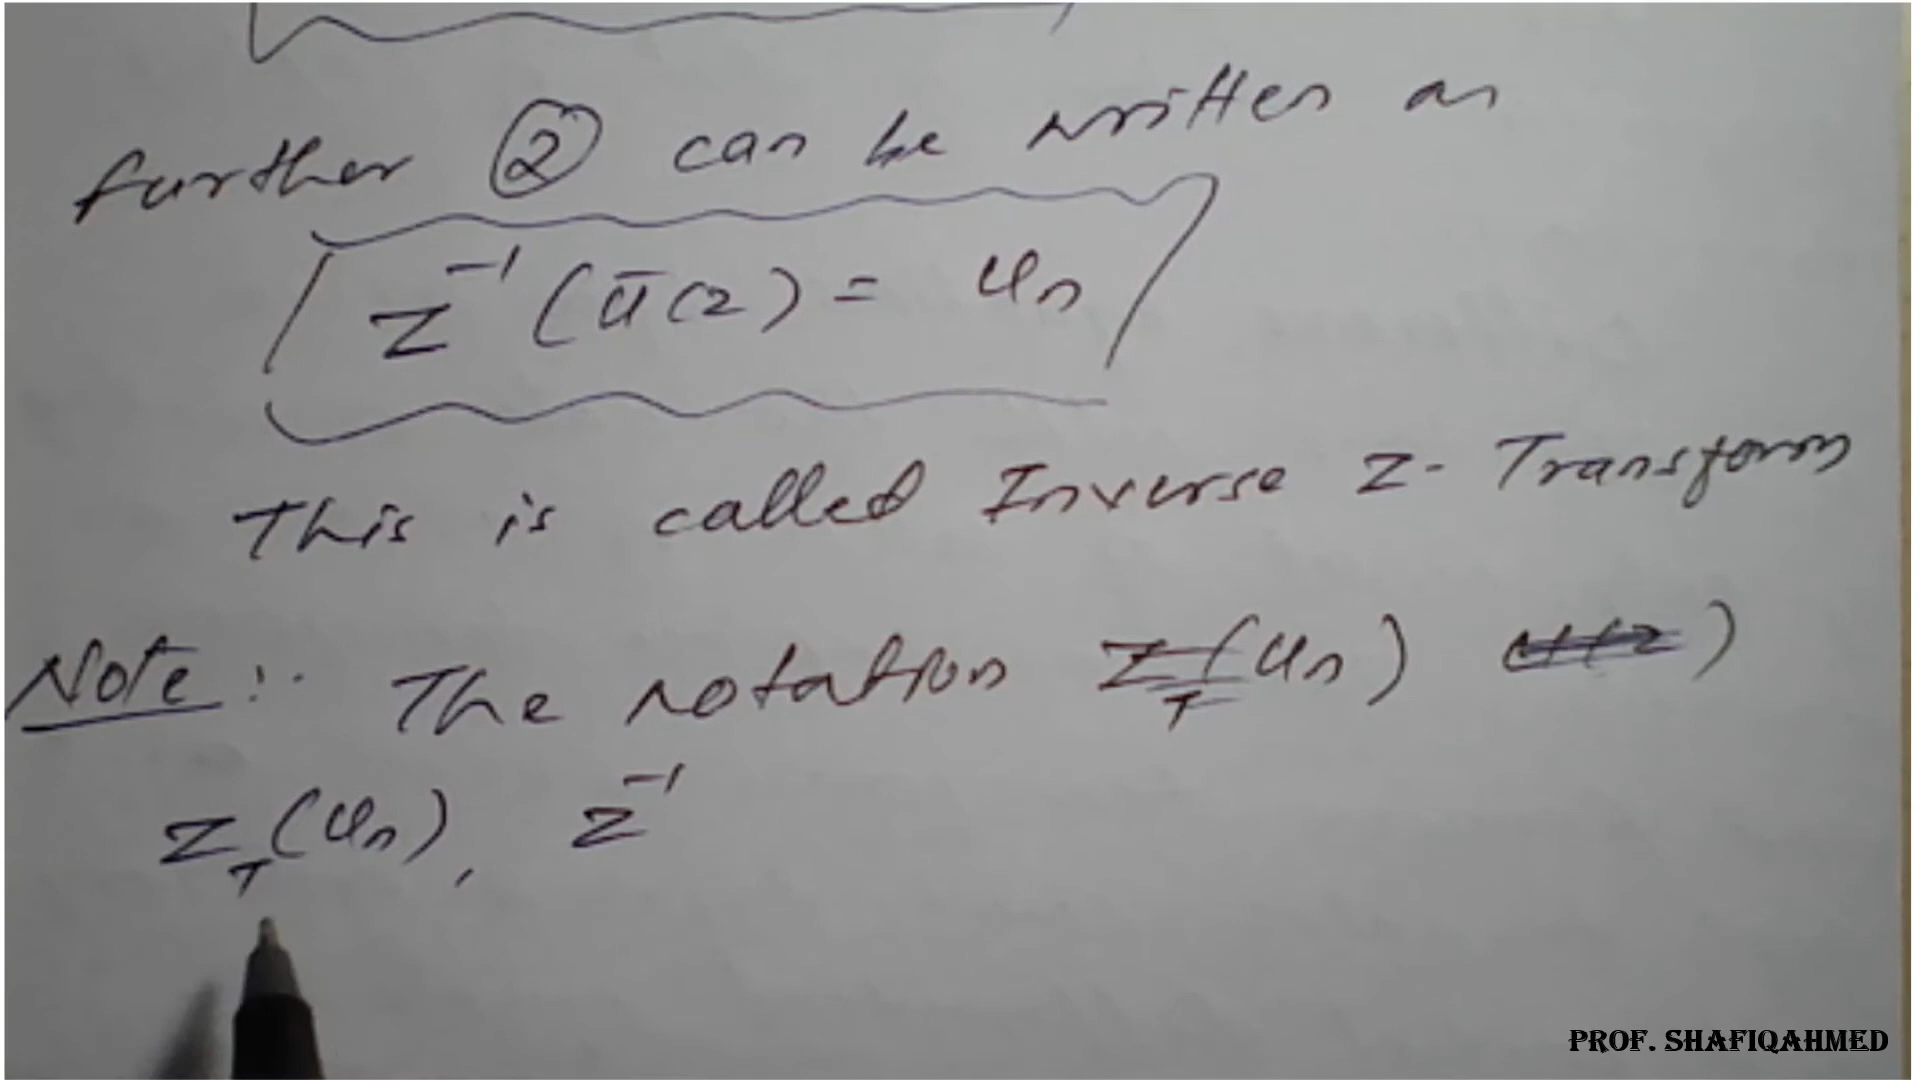 further ② can be written as
Z⁻¹(ū(z) = uₙ
This is called Inverse Z-Transform
Note :- The notation Z_T(uₙ)    )
Z_T(uₙ), Z⁻¹
PROF. SHAFIQAHMED